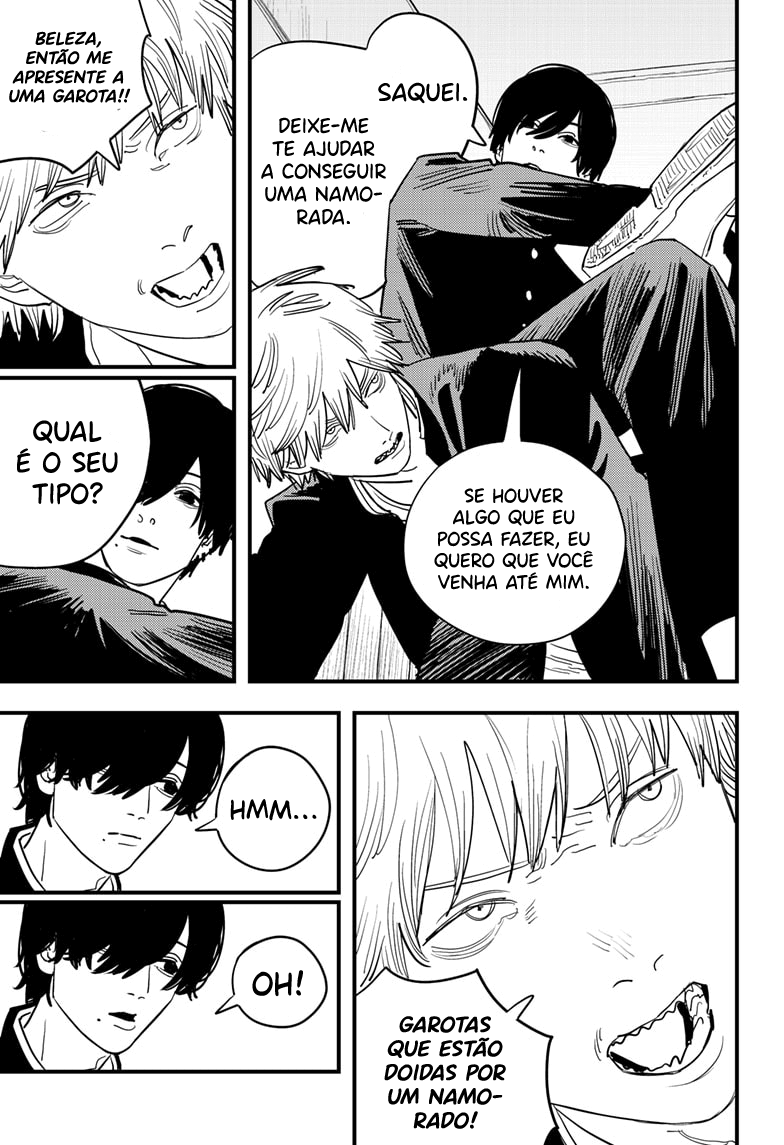 SAQUEI.
DEIXE-ME
TE AJUDAR
A CONSEGUIR
UMA NAMO-
RADA.
SE HOUVER
ALGO QUE EU
POSSA FAZER, EU
QUERO QUE VOCÊ
VENHA ATÉ MIM.
BELEZA,
ENTÃO ME
APRESENTE A
UMA GAROTA!!
QUAL
É O SEU
TIPO?
GAROTAS
QUE ESTÃO
DOIDAS POR
UM NAMO-
RADO!
HMM...
OH!